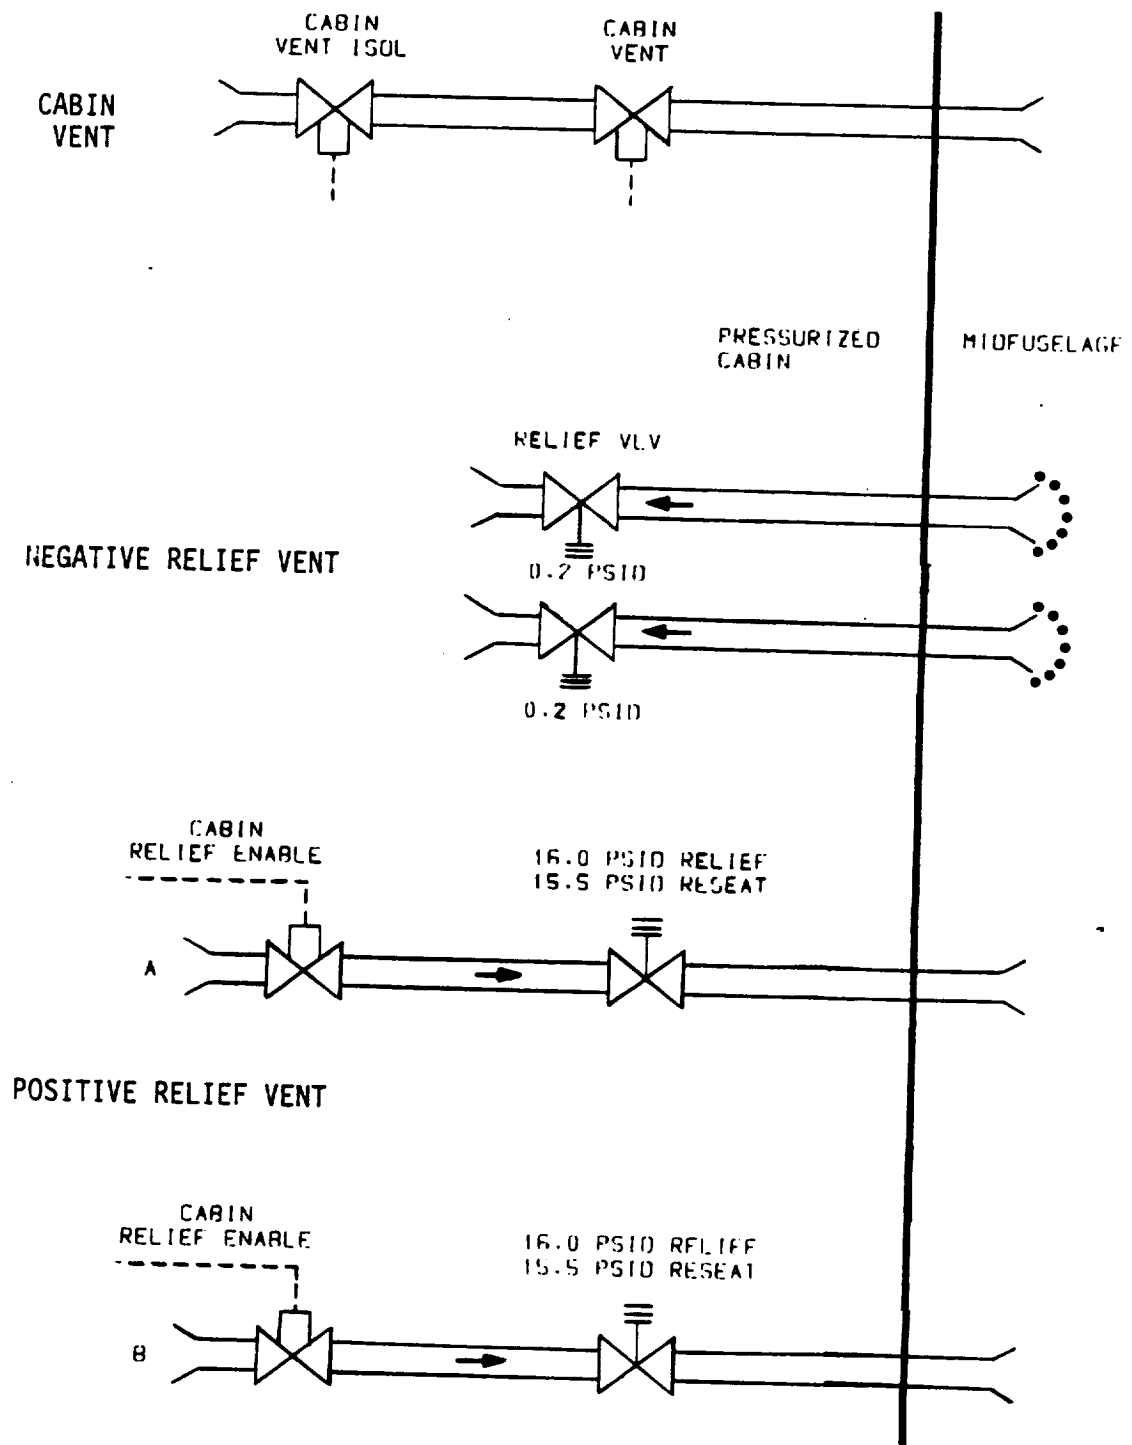 CABIN
VENT ISOL
CABIN
VENT
CABIN
VENT
PRESSURIZED
CABIN
MIDFUSELAGE
RELIEF VLV
NEGATIVE RELIEF VENT
0.2 PSID
0.2 PSID
CABIN
RELIEF ENABLE
16.0 PSID RELIEF
15.5 PSID RESEAT
A
POSITIVE RELIEF VENT
CABIN
RELIEF ENABLE
16.0 PSID RELIEF
15.5 PSID RESEAT
B